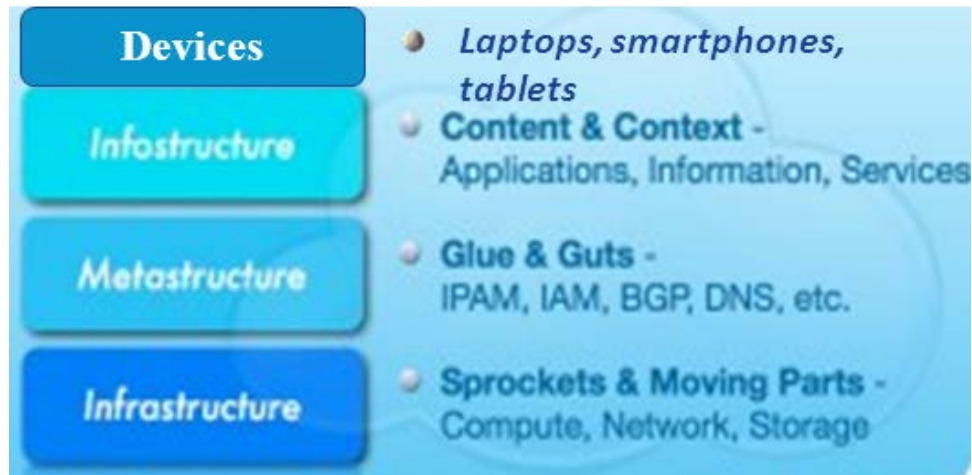 Devices
Laptops, smartphones,
tablets
Infostructure
Content & Context -
Applications, Information, Services
Metastructure
Glue & Guts -
IPAM, IAM, BGP, DNS, etc.
Infrastructure
Sprockets & Moving Parts -
Compute, Network, Storage